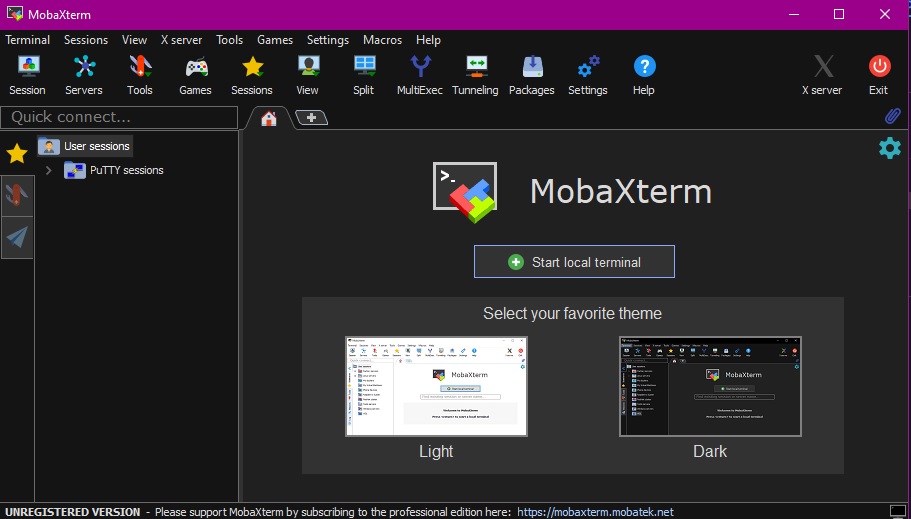 MobaXterm
Terminal Sessions View X server Tools Games Settings Macros Help
Session Servers Tools Games Sessions View Split MultiExec Tunneling Packages Settings Help X server Exit
Quick connect...
User sessions
PuTTY sessions
MobaXterm
Start local terminal
Select your favorite theme
MobaXterm
MobaXterm
Light Dark
UNREGISTERED VERSION - Please support MobaXterm by subscribing to the professional edition here: https://mobaxterm.mobatek.net